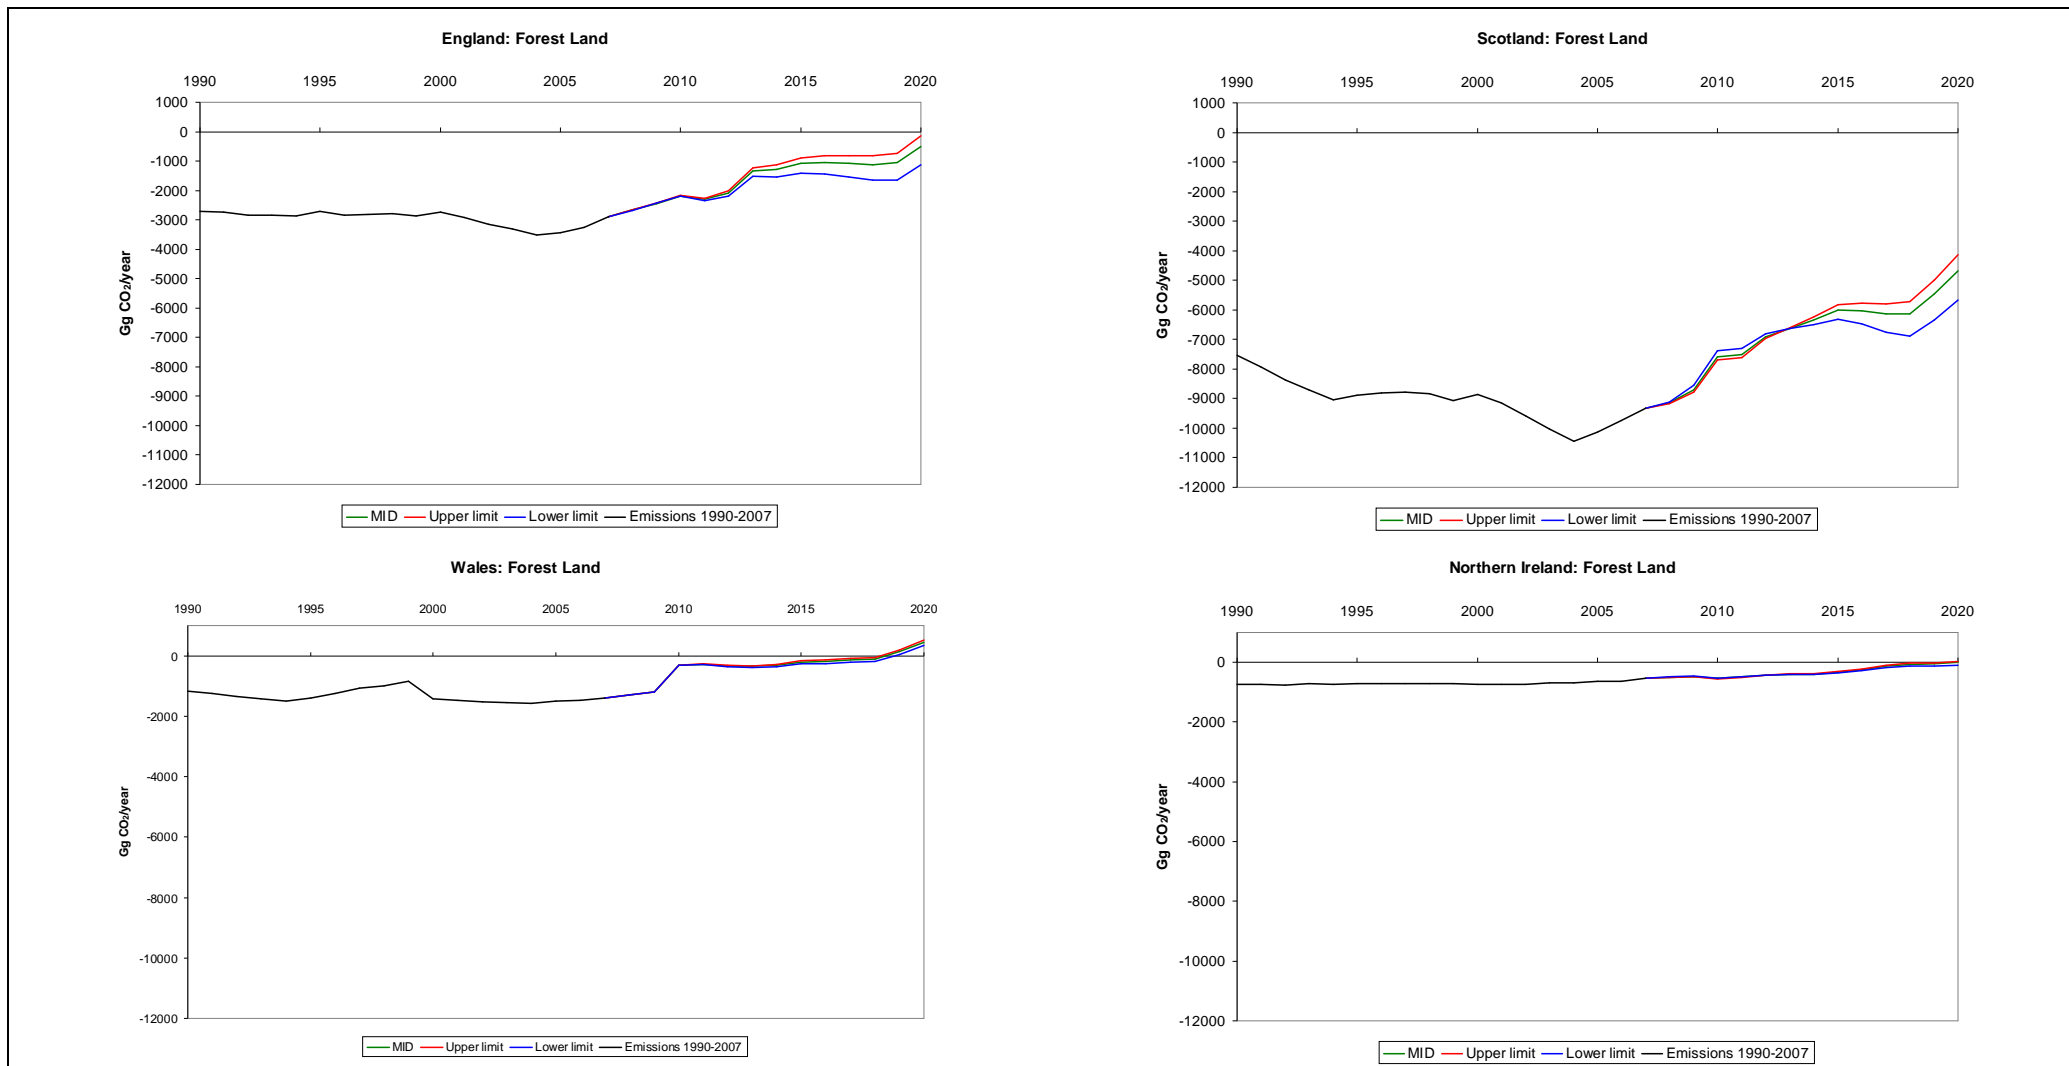 England: Forest Land
1990 1995 2000 2005 2010 2015 2020
1000
0
-1000
-2000
-3000
-4000
-5000
-6000
-7000
-8000
-9000
-10000
-11000
-12000
Gg CO₂/year
MID Upper limit Lower limit Emissions 1990-2007
Scotland: Forest Land
1990 1995 2000 2005 2010 2015 2020
1000
0
-1000
-2000
-3000
-4000
-5000
-6000
-7000
-8000
-9000
-10000
-11000
-12000
Gg CO₂/year
MID Upper limit Lower limit Emissions 1990-2007
Wales: Forest Land
1990 1995 2000 2005 2010 2015 2020
0
-2000
-4000
-6000
-8000
-10000
-12000
Gg CO₂/year
MID Upper limit Lower limit Emissions 1990-2007
Northern Ireland: Forest Land
1990 1995 2000 2005 2010 2015 2020
0
-2000
-4000
-6000
-8000
-10000
-12000
Gg CO₂/year
MID Upper limit Lower limit Emissions 1990-2007